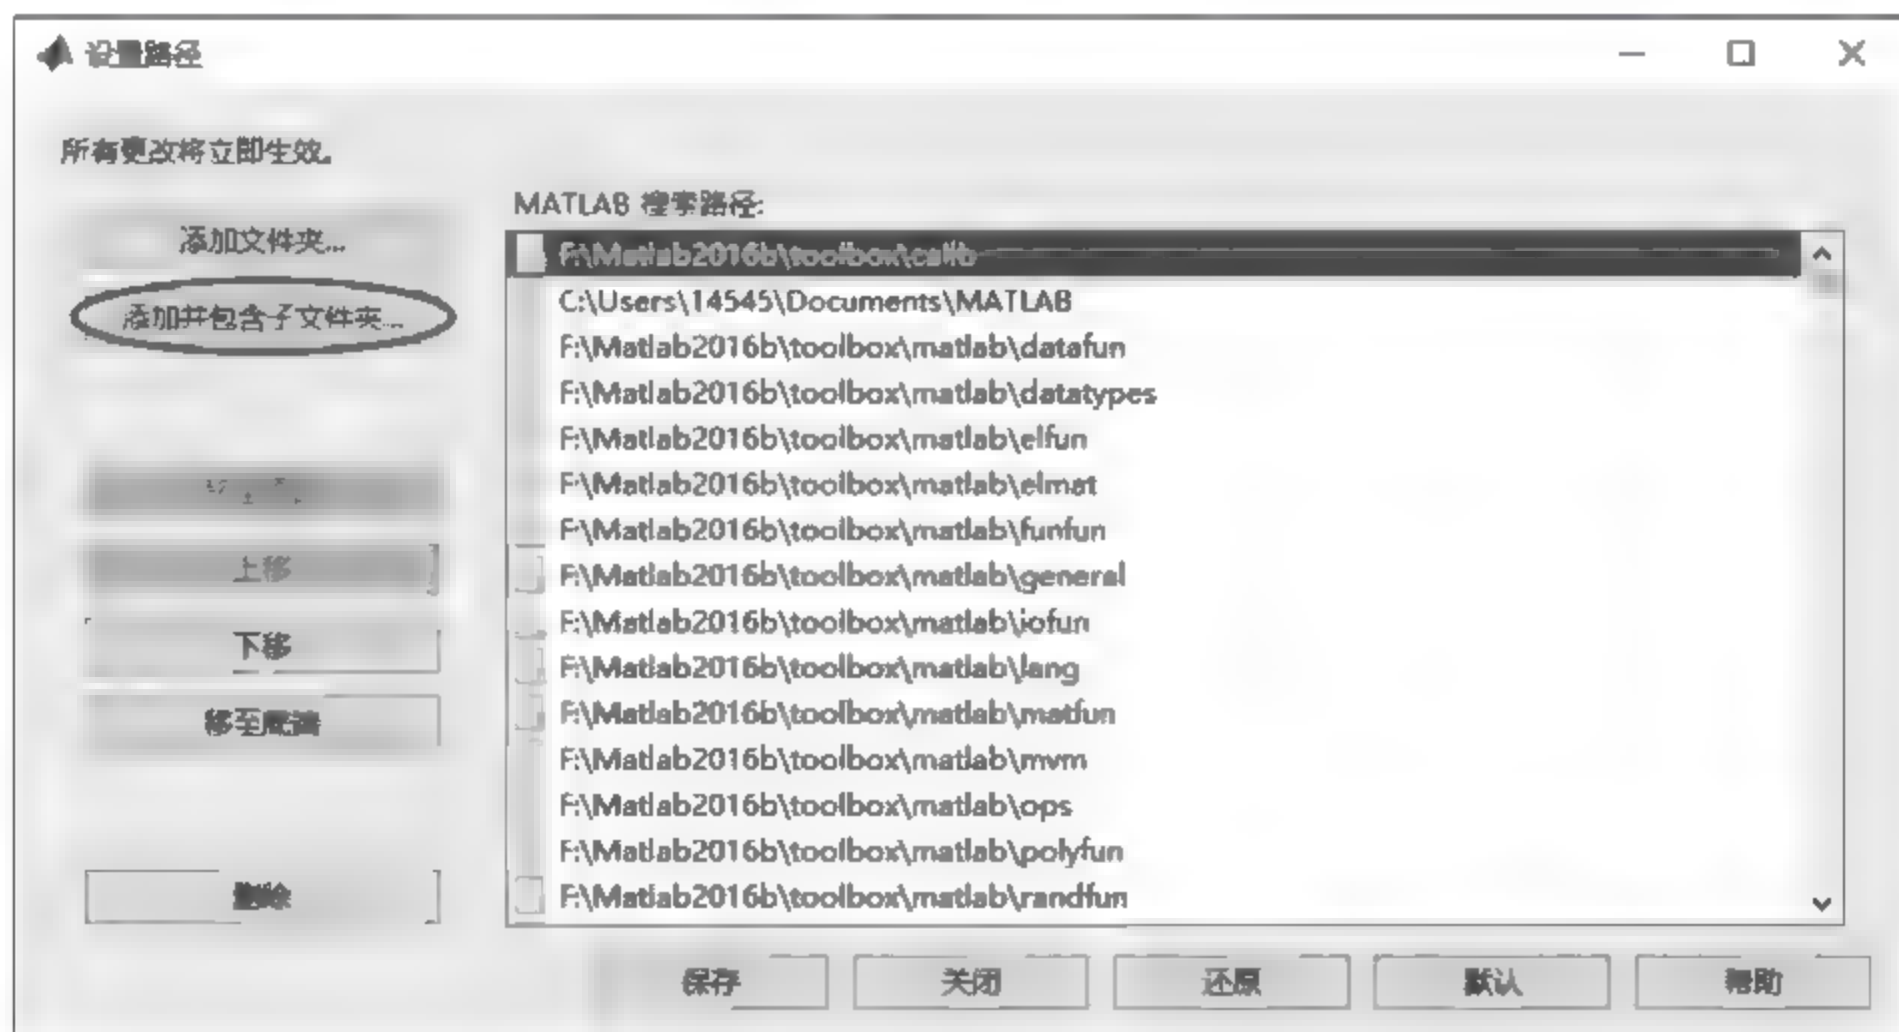 设置路径
所有更改将立即生效。
添加文件夹...
添加并包含子文件夹...
上移
下移
移至底端
删除
MATLAB 搜索路径:
F:\Matlab2016b\toolbox\calib
C:\Users\14545\Documents\MATLAB
F:\Matlab2016b\toolbox\matlab\datafun
F:\Matlab2016b\toolbox\matlab\datatypes
F:\Matlab2016b\toolbox\matlab\elfun
F:\Matlab2016b\toolbox\matlab\elmat
F:\Matlab2016b\toolbox\matlab\funfun
F:\Matlab2016b\toolbox\matlab\general
F:\Matlab2016b\toolbox\matlab\iofun
F:\Matlab2016b\toolbox\matlab\lang
F:\Matlab2016b\toolbox\matlab\matfun
F:\Matlab2016b\toolbox\matlab\mvm
F:\Matlab2016b\toolbox\matlab\ops
F:\Matlab2016b\toolbox\matlab\polyfun
F:\Matlab2016b\toolbox\matlab\randfun
保存 关闭 还原 默认 帮助